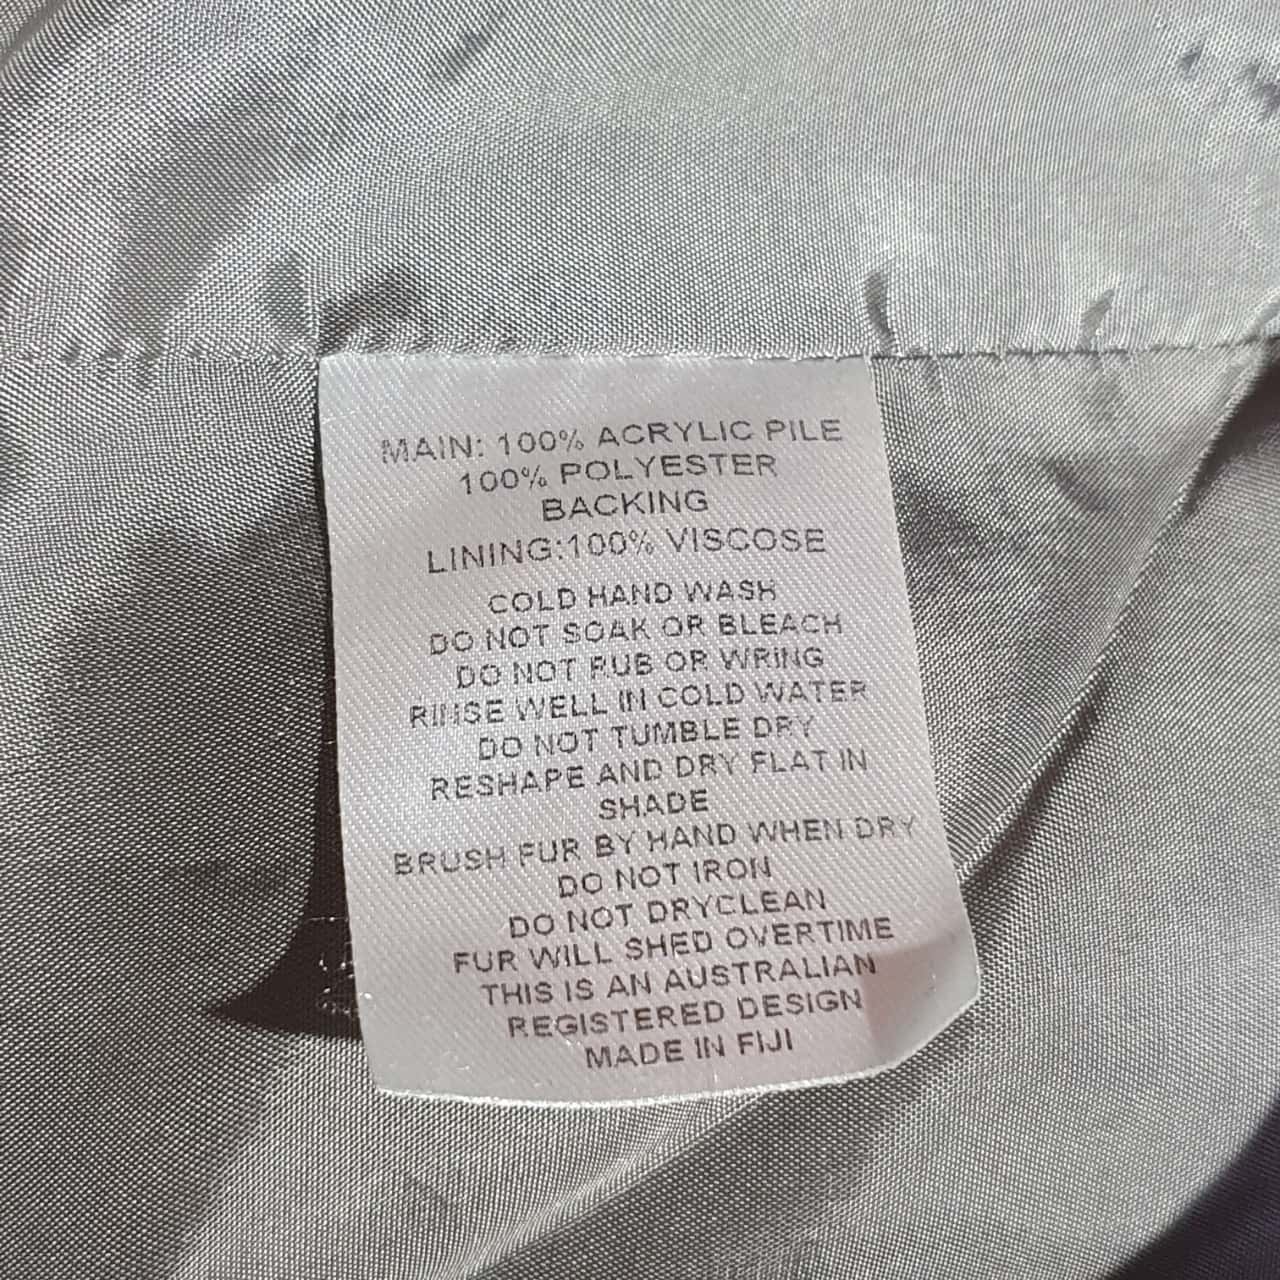 MAIN: 100% ACRYLIC PILE
100% POLYESTER
BACKING
LINING:100% VISCOSE
COLD HAND WASH
DO NOT SOAK OR BLEACH
DO NOT RUB OR WRING
RINSE WELL IN COLD WATER
DO NOT TUMBLE DRY
RESHAPE AND DRY FLAT IN
SHADE
BRUSH FUR BY HAND WHEN DRY
DO NOT IRON
DO NOT DRYCLEAN
FUR WILL SHED OVERTIME
THIS IS AN AUSTRALIAN
REGISTERED DESIGN
MADE IN FIJI